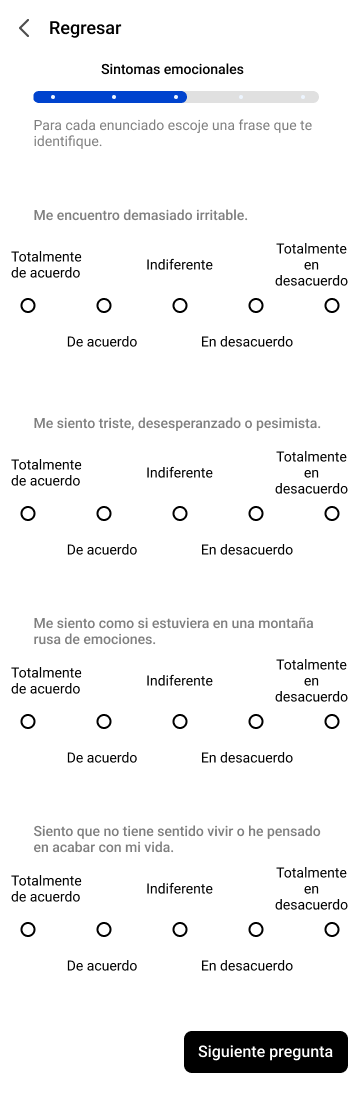 Regresar
Sintomas emocionales
Para cada enunciado escoje una frase que te
identifique.
Me encuentro demasiado irritable.
Totalmente
de acuerdo
Indiferente
Totalmente
en
desacuerdo
De acuerdo
En desacuerdo
Me siento triste, desesperanzado o pesimista.
Totalmente
de acuerdo
Indiferente
Totalmente
en
desacuerdo
De acuerdo
En desacuerdo
Me siento como si estuviera en una montaña
rusa de emociones.
Totalmente
de acuerdo
Indiferente
Totalmente
en
desacuerdo
De acuerdo
En desacuerdo
Siento que no tiene sentido vivir o he pensado
en acabar con mi vida.
Totalmente
de acuerdo
Indiferente
Totalmente
en
desacuerdo
De acuerdo
En desacuerdo
Siguiente pregunta